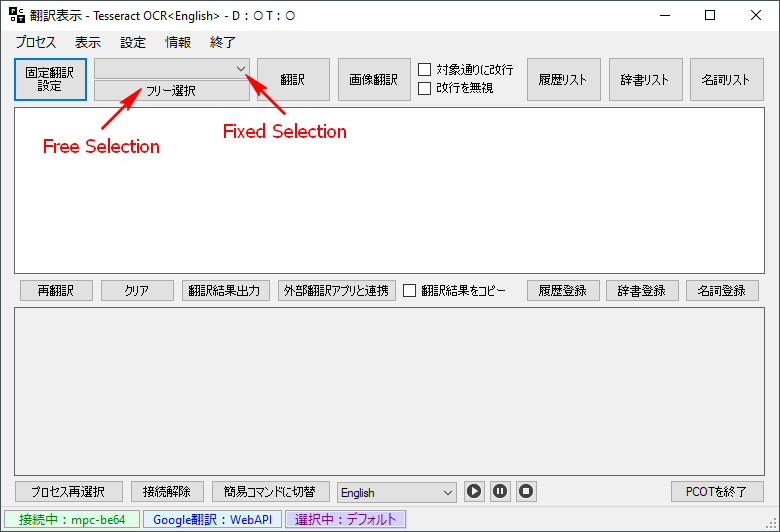 PCOT 翻訳表示 - Tesseract OCR<English> - D：○ T：○
プロセス 表示 設定 情報 終了
固定翻訳
設定
フリー選択
翻訳
画像翻訳
対象通りに改行
改行を無視
履歴リスト
辞書リスト
名詞リスト
Free Selection
Fixed Selection
再翻訳 クリア 翻訳結果出力 外部翻訳アプリと連携 翻訳結果をコピー 履歴登録 辞書登録 名詞登録
プロセス再選択 接続解除 簡易コマンドに切替 English PCOTを終了
接続中：mpc-be64 Google翻訳：WebAPI 選択中：デフォルト